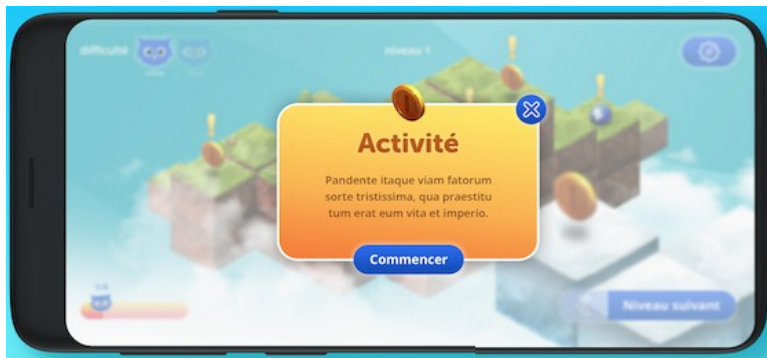 difficulté
niveau 1
Activité
Pandente itaque viam fatorum
sorte tristissima, qua praestitu
tum erat eum vita et imperio.
Commencer
Niveau suivant